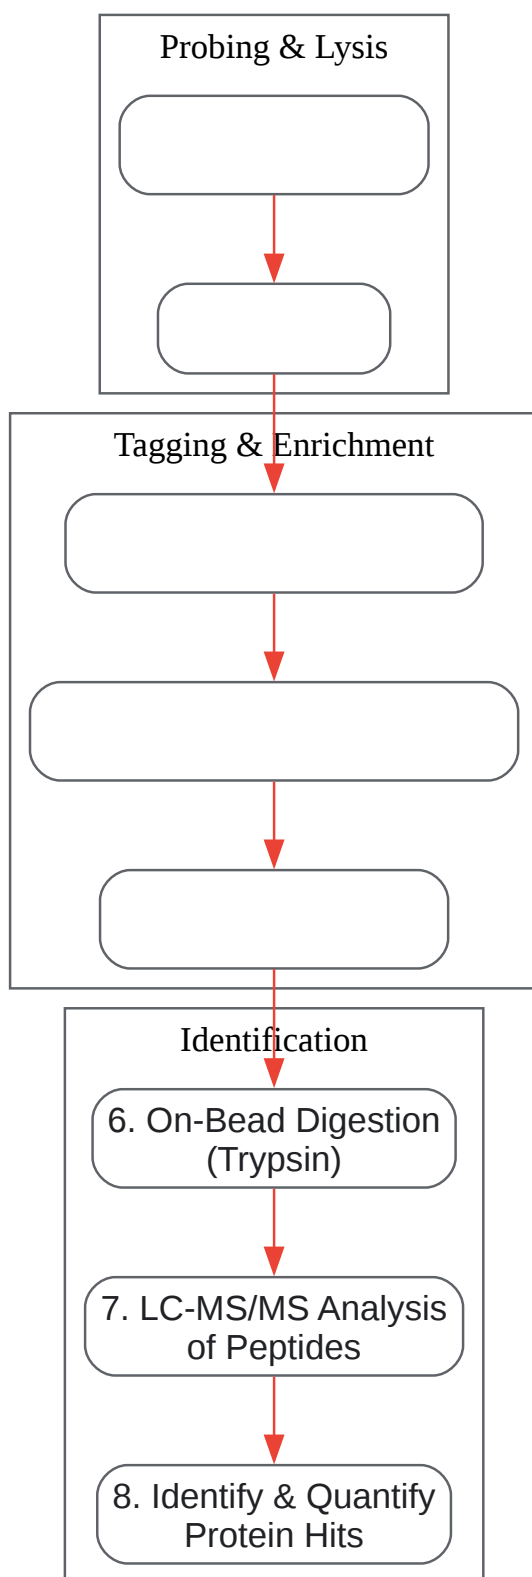 Probing & Lysis
Tagging & Enrichment
Identification
6. On-Bead Digestion
(Trypsin)
7. LC-MS/MS Analysis
of Peptides
8. Identify & Quantify
Protein Hits